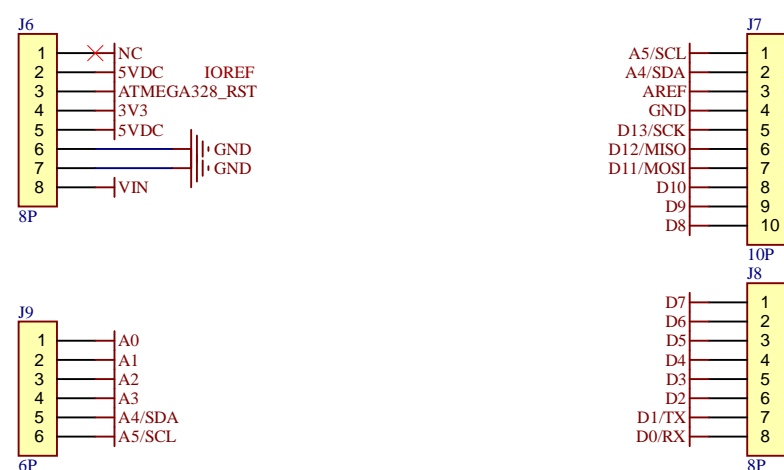 J6
1 NC
2 5VDC IOREF
3 ATMEGA328_RST
4 3V3
5 5VDC
6 GND
7 GND
8 VIN
8P
J7
A5/SCL 1
A4/SDA 2
AREF 3
GND 4
D13/SCK 5
D12/MISO 6
D11/MOSI 7
D10 8
D9 9
D8 10
10P
J9
1 A0
2 A1
3 A2
4 A3
5 A4/SDA
6 A5/SCL
6P
J8
D7 1
D6 2
D5 3
D4 4
D3 5
D2 6
D1/TX 7
D0/RX 8
8P